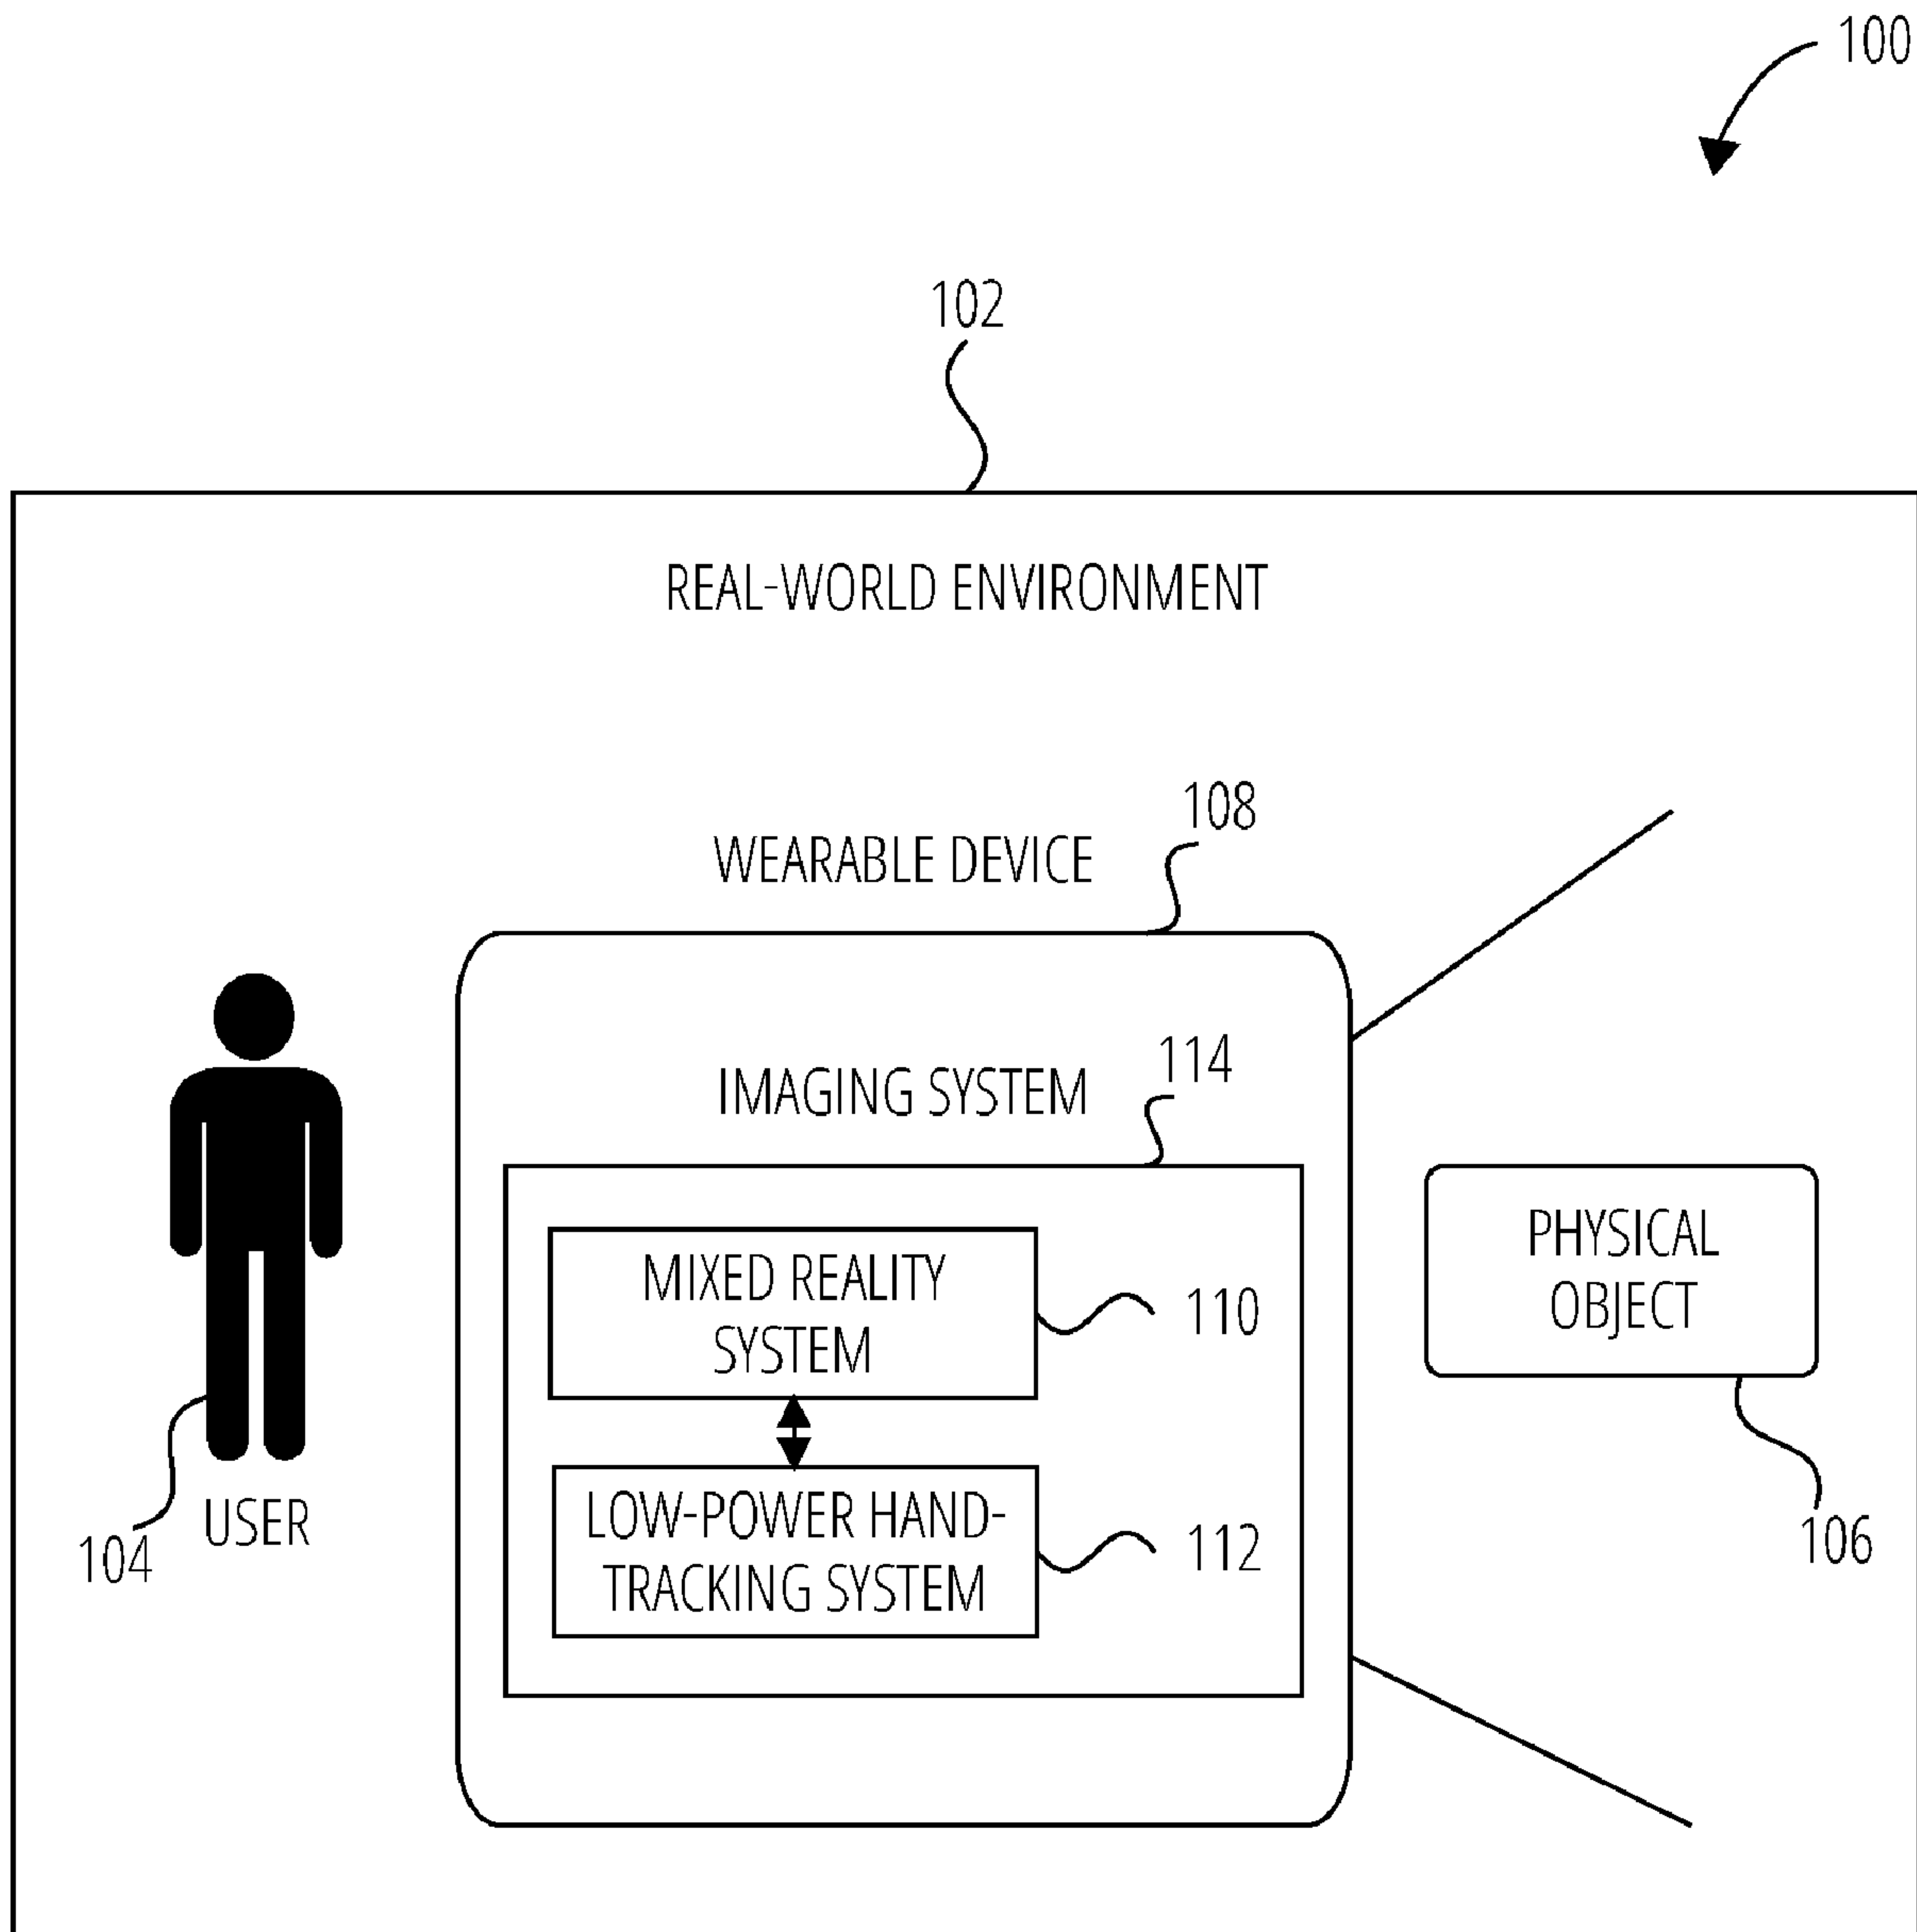 100
102
REAL-WORLD ENVIRONMENT
108
WEARABLE DEVICE
114
IMAGING SYSTEM
MIXED REALITY
SYSTEM
110
PHYSICAL
OBJECT
LOW-POWER HAND-
TRACKING SYSTEM
112
USER
104
106